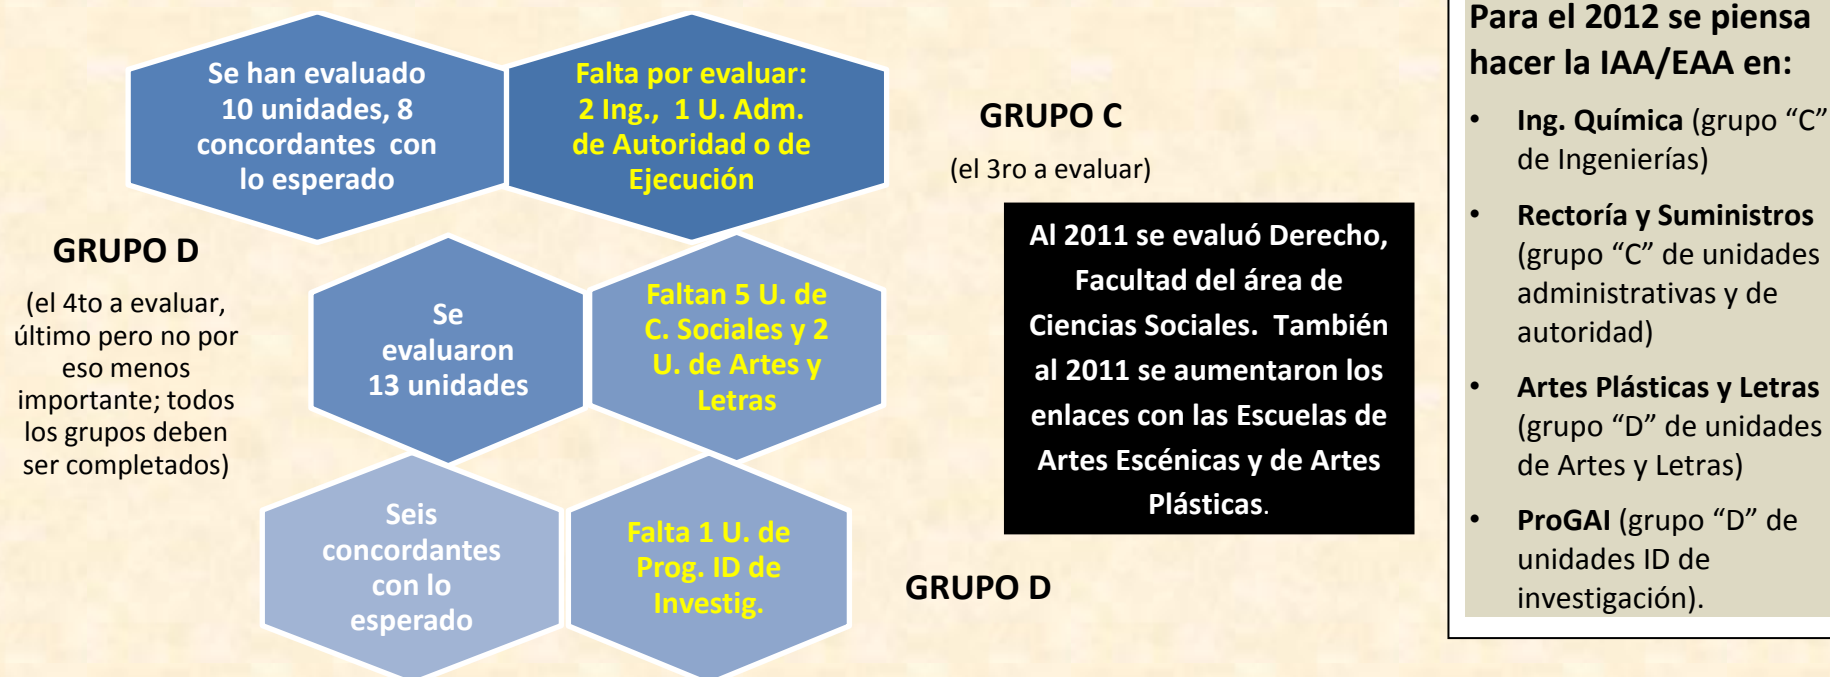 Se han evaluado
10 unidades, 8
concordantes con
lo esperado
Falta por evaluar:
2 Ing., 1 U. Adm.
de Autoridad o de
Ejecución
GRUPO C
(el 3ro a evaluar)
GRUPO D
(el 4to a evaluar,
último pero no por
eso menos
importante; todos
los grupos deben
ser completados)
Se
evaluaron
13 unidades
Faltan 5 U. de
C. Sociales y 2
U. de Artes y
Letras
Al 2011 se evaluó Derecho,
Facultad del área de
Ciencias Sociales. También
al 2011 se aumentaron los
enlaces con las Escuelas de
Artes Escénicas y de Artes
Plásticas.
Seis
concordantes
con lo
esperado
Falta 1 U. de
Prog. ID de
Investig.
GRUPO D
Para el 2012 se piensa
hacer la IAA/EAA en:
• Ing. Química (grupo “C”
de Ingenierías)
• Rectoría y Suministros
(grupo “C” de unidades
administrativas y de
autoridad)
• Artes Plásticas y Letras
(grupo “D” de unidades
de Artes y Letras)
• ProGAI (grupo “D” de
unidades ID de
investigación).